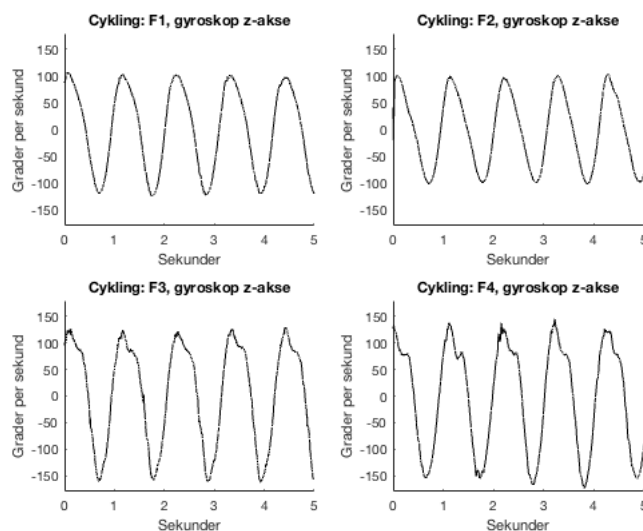 Cykling: F1, gyroskop z-akse
Grader per sekund
150
100
50
0
-50
-100
-150
0 1 2 3 4 5
Sekunder
Cykling: F2, gyroskop z-akse
Grader per sekund
150
100
50
0
-50
-100
-150
0 1 2 3 4 5
Sekunder
Cykling: F3, gyroskop z-akse
Grader per sekund
150
100
50
0
-50
-100
-150
0 1 2 3 4 5
Sekunder
Cykling: F4, gyroskop z-akse
Grader per sekund
150
100
50
0
-50
-100
-150
0 1 2 3 4 5
Sekunder